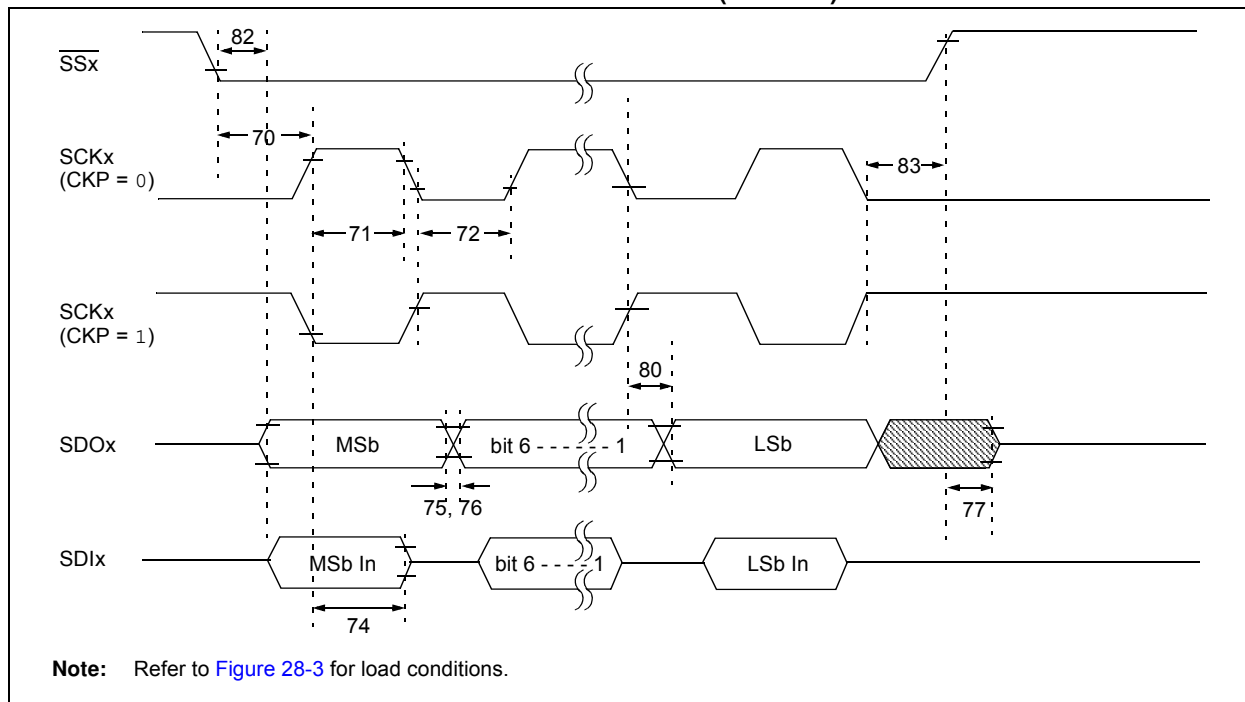 82
SSx
70
SCKx
(CKP = 0)
83
71
72
SCKx
(CKP = 1)
80
SDOx
MSb
bit 6 - - - - - - 1
LSb
75, 76
77
SDIx
MSb In
bit 6 - - - - 1
LSb In
74
Note: Refer to Figure 28-3 for load conditions.